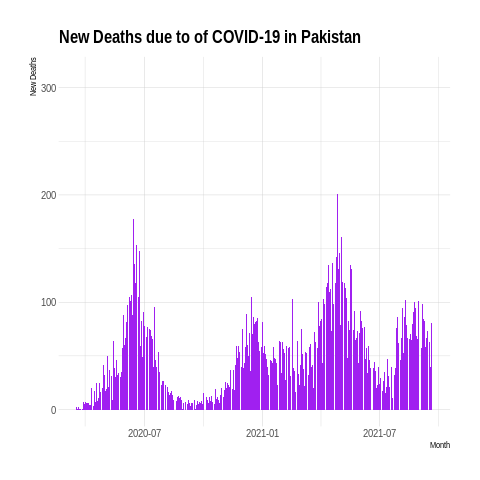 New Deaths due to of COVID-19 in Pakistan
New Deaths
300
200
100
0
2020-07
2021-01
2021-07
Month